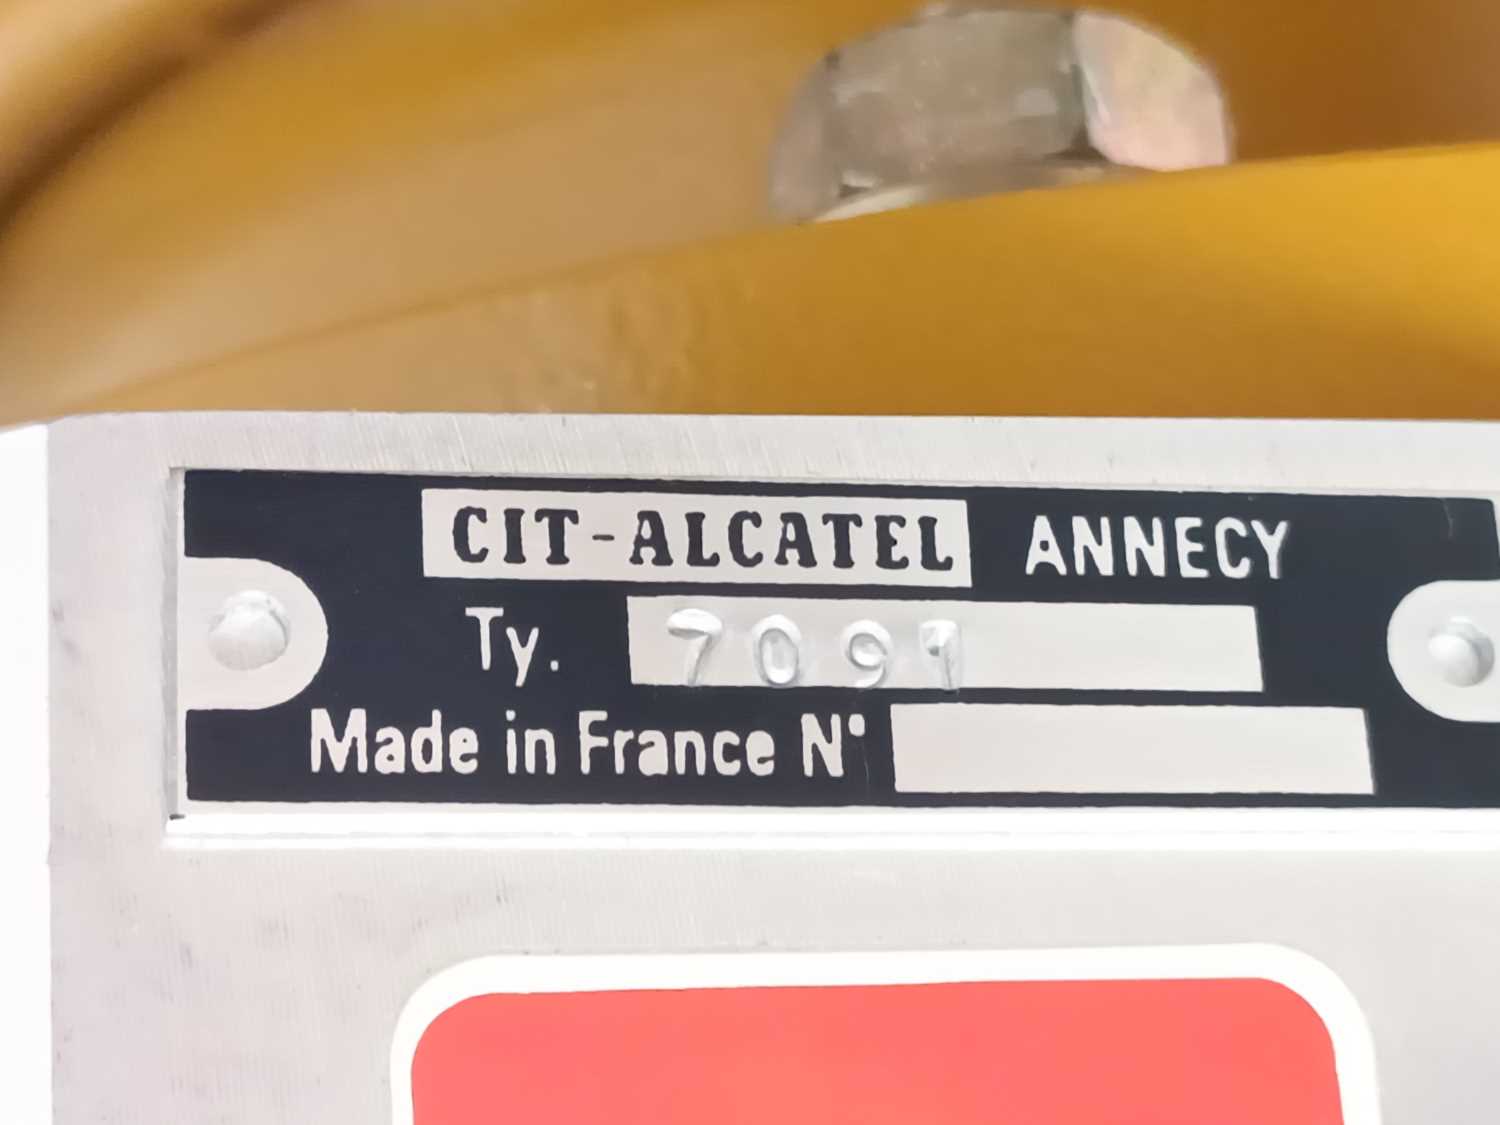 CIT-ALCATEL ANNECY
Ty. 7091
Made in France N°